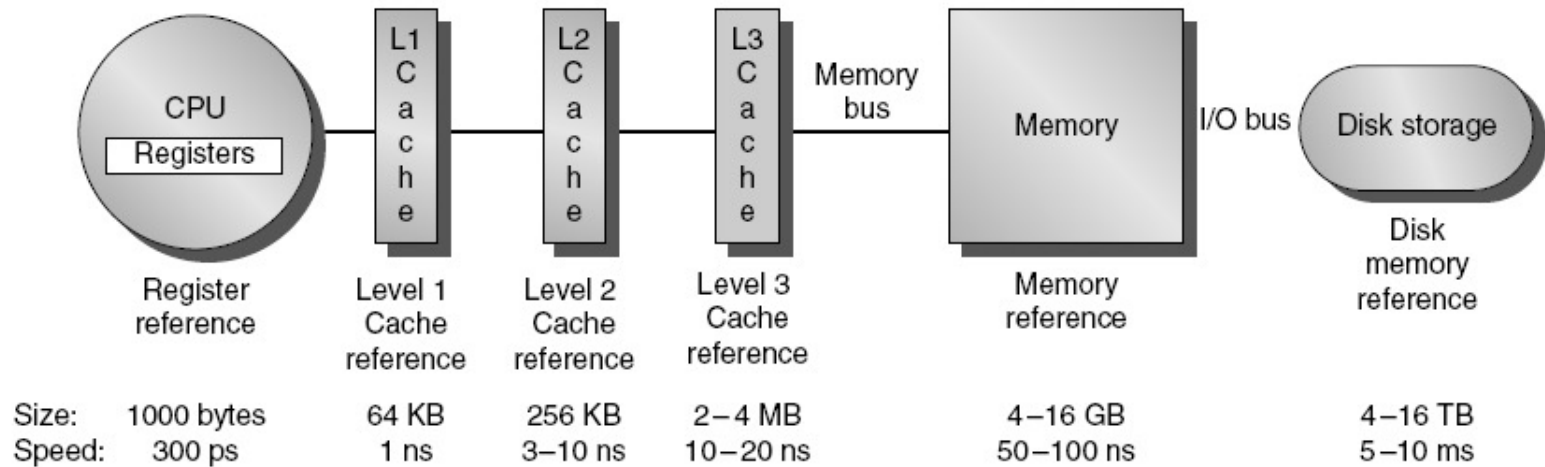 CPU
Registers
L1
C
a
c
h
e
L2
C
a
c
h
e
L3
C
a
c
h
e
Memory
bus
Memory
I/O bus
Disk storage
Register
reference
Level 1
Cache
reference
Level 2
Cache
reference
Level 3
Cache
reference
Memory
reference
Disk
memory
reference
Size: 1000 bytes 64 KB 256 KB 2–4 MB 4–16 GB 4–16 TB
Speed: 300 ps 1 ns 3–10 ns 10–20 ns 50–100 ns 5–10 ms